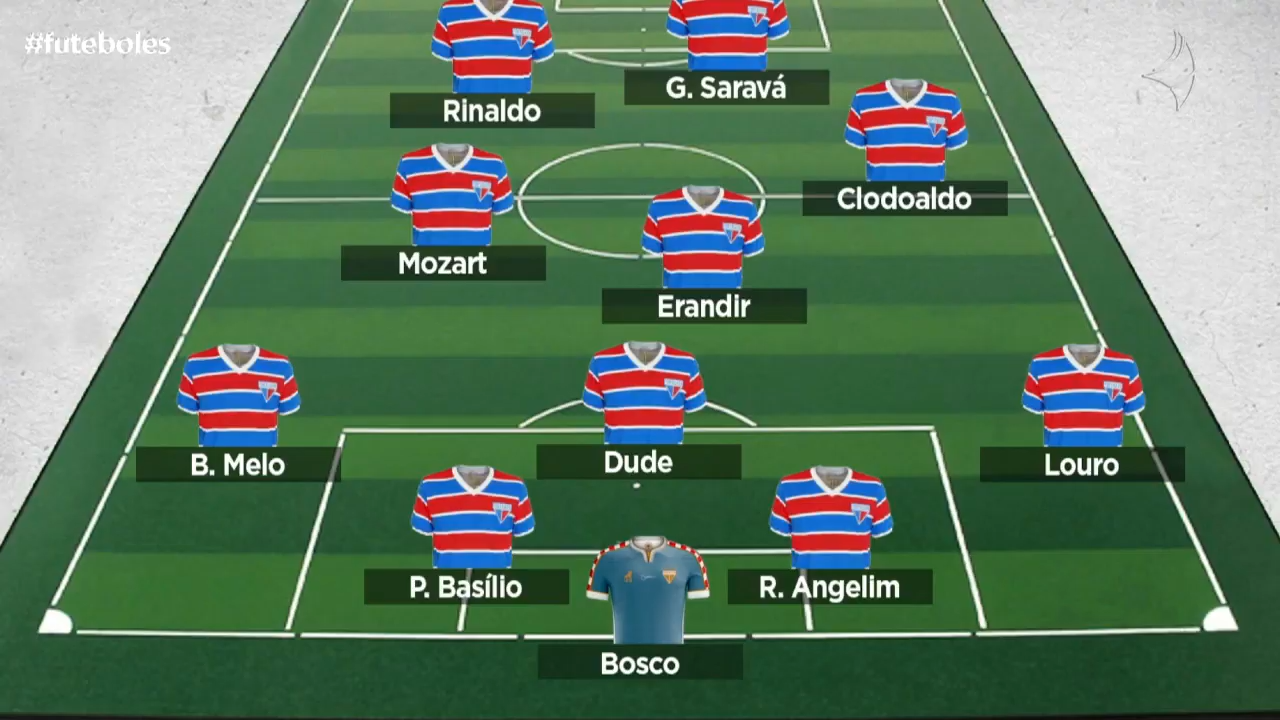 #futeboles
G. Saravá
Rinaldo
Clodoaldo
Mozart
Erandir
B. Melo
Dude
Louro
P. Basílio
R. Angelim
Bosco